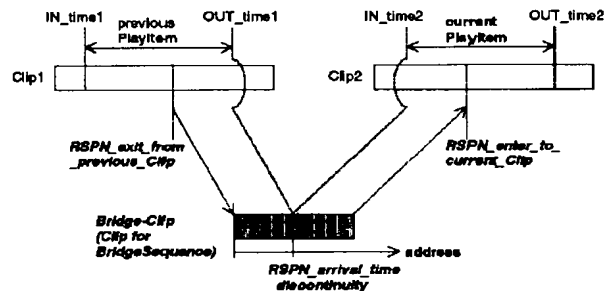 IN_time1
previous
PlayItem
OUT_time1
IN_time2
current
PlayItem
OUT_time2
Clip1
Clip2
RSPN_exit_from
_previous_Clip
RSPN_enter_to_
current_Clip
Bridge-Clip
(Clip for
BridgeSequence)
address
RSPN_arrival_time
discontinuity